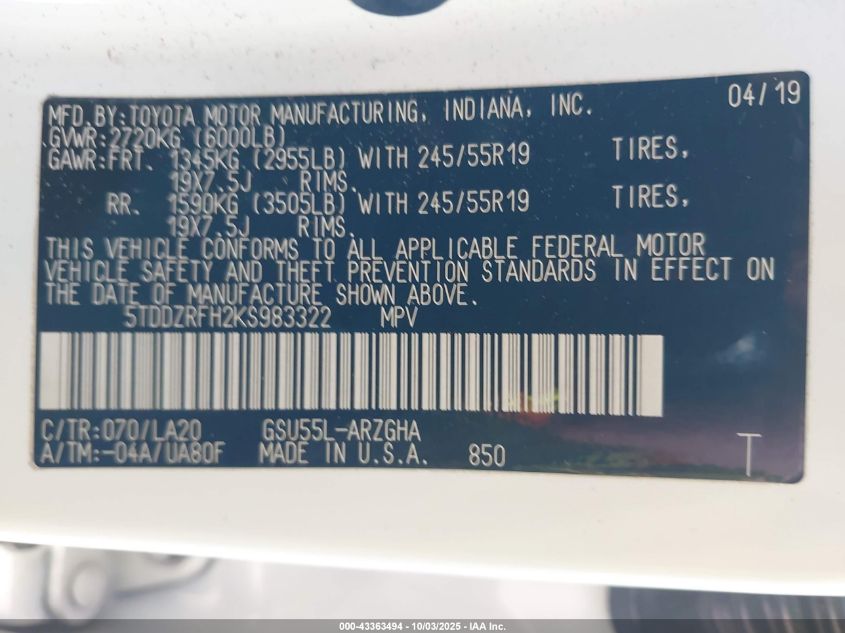 MFD.BY:TOYOTA MOTOR MANUFACTURING, INDIANA, INC. 04/19
GVWR:2720KG (6000LB)
GAWR:FRT. 1345KG (2955LB) WITH 245/55R19 TIRES,
19X7.5J RIMS.
RR. 1590KG (3505LB) WITH 245/55R19 TIRES,
19X7.5J RIMS.
THIS VEHICLE CONFORMS TO ALL APPLICABLE FEDERAL MOTOR
VEHICLE SAFETY AND THEFT PREVENTION STANDARDS IN EFFECT ON
THE DATE OF MANUFACTURE SHOWN ABOVE.
5TDDZRFH2KS983322 MPV
C/TR:070/LA20 GSU55L-ARZGHA
A/TM:-04A/UA80F MADE IN U.S.A. 850 T
000-43363494 - 10/03/2025 - IAA Inc.